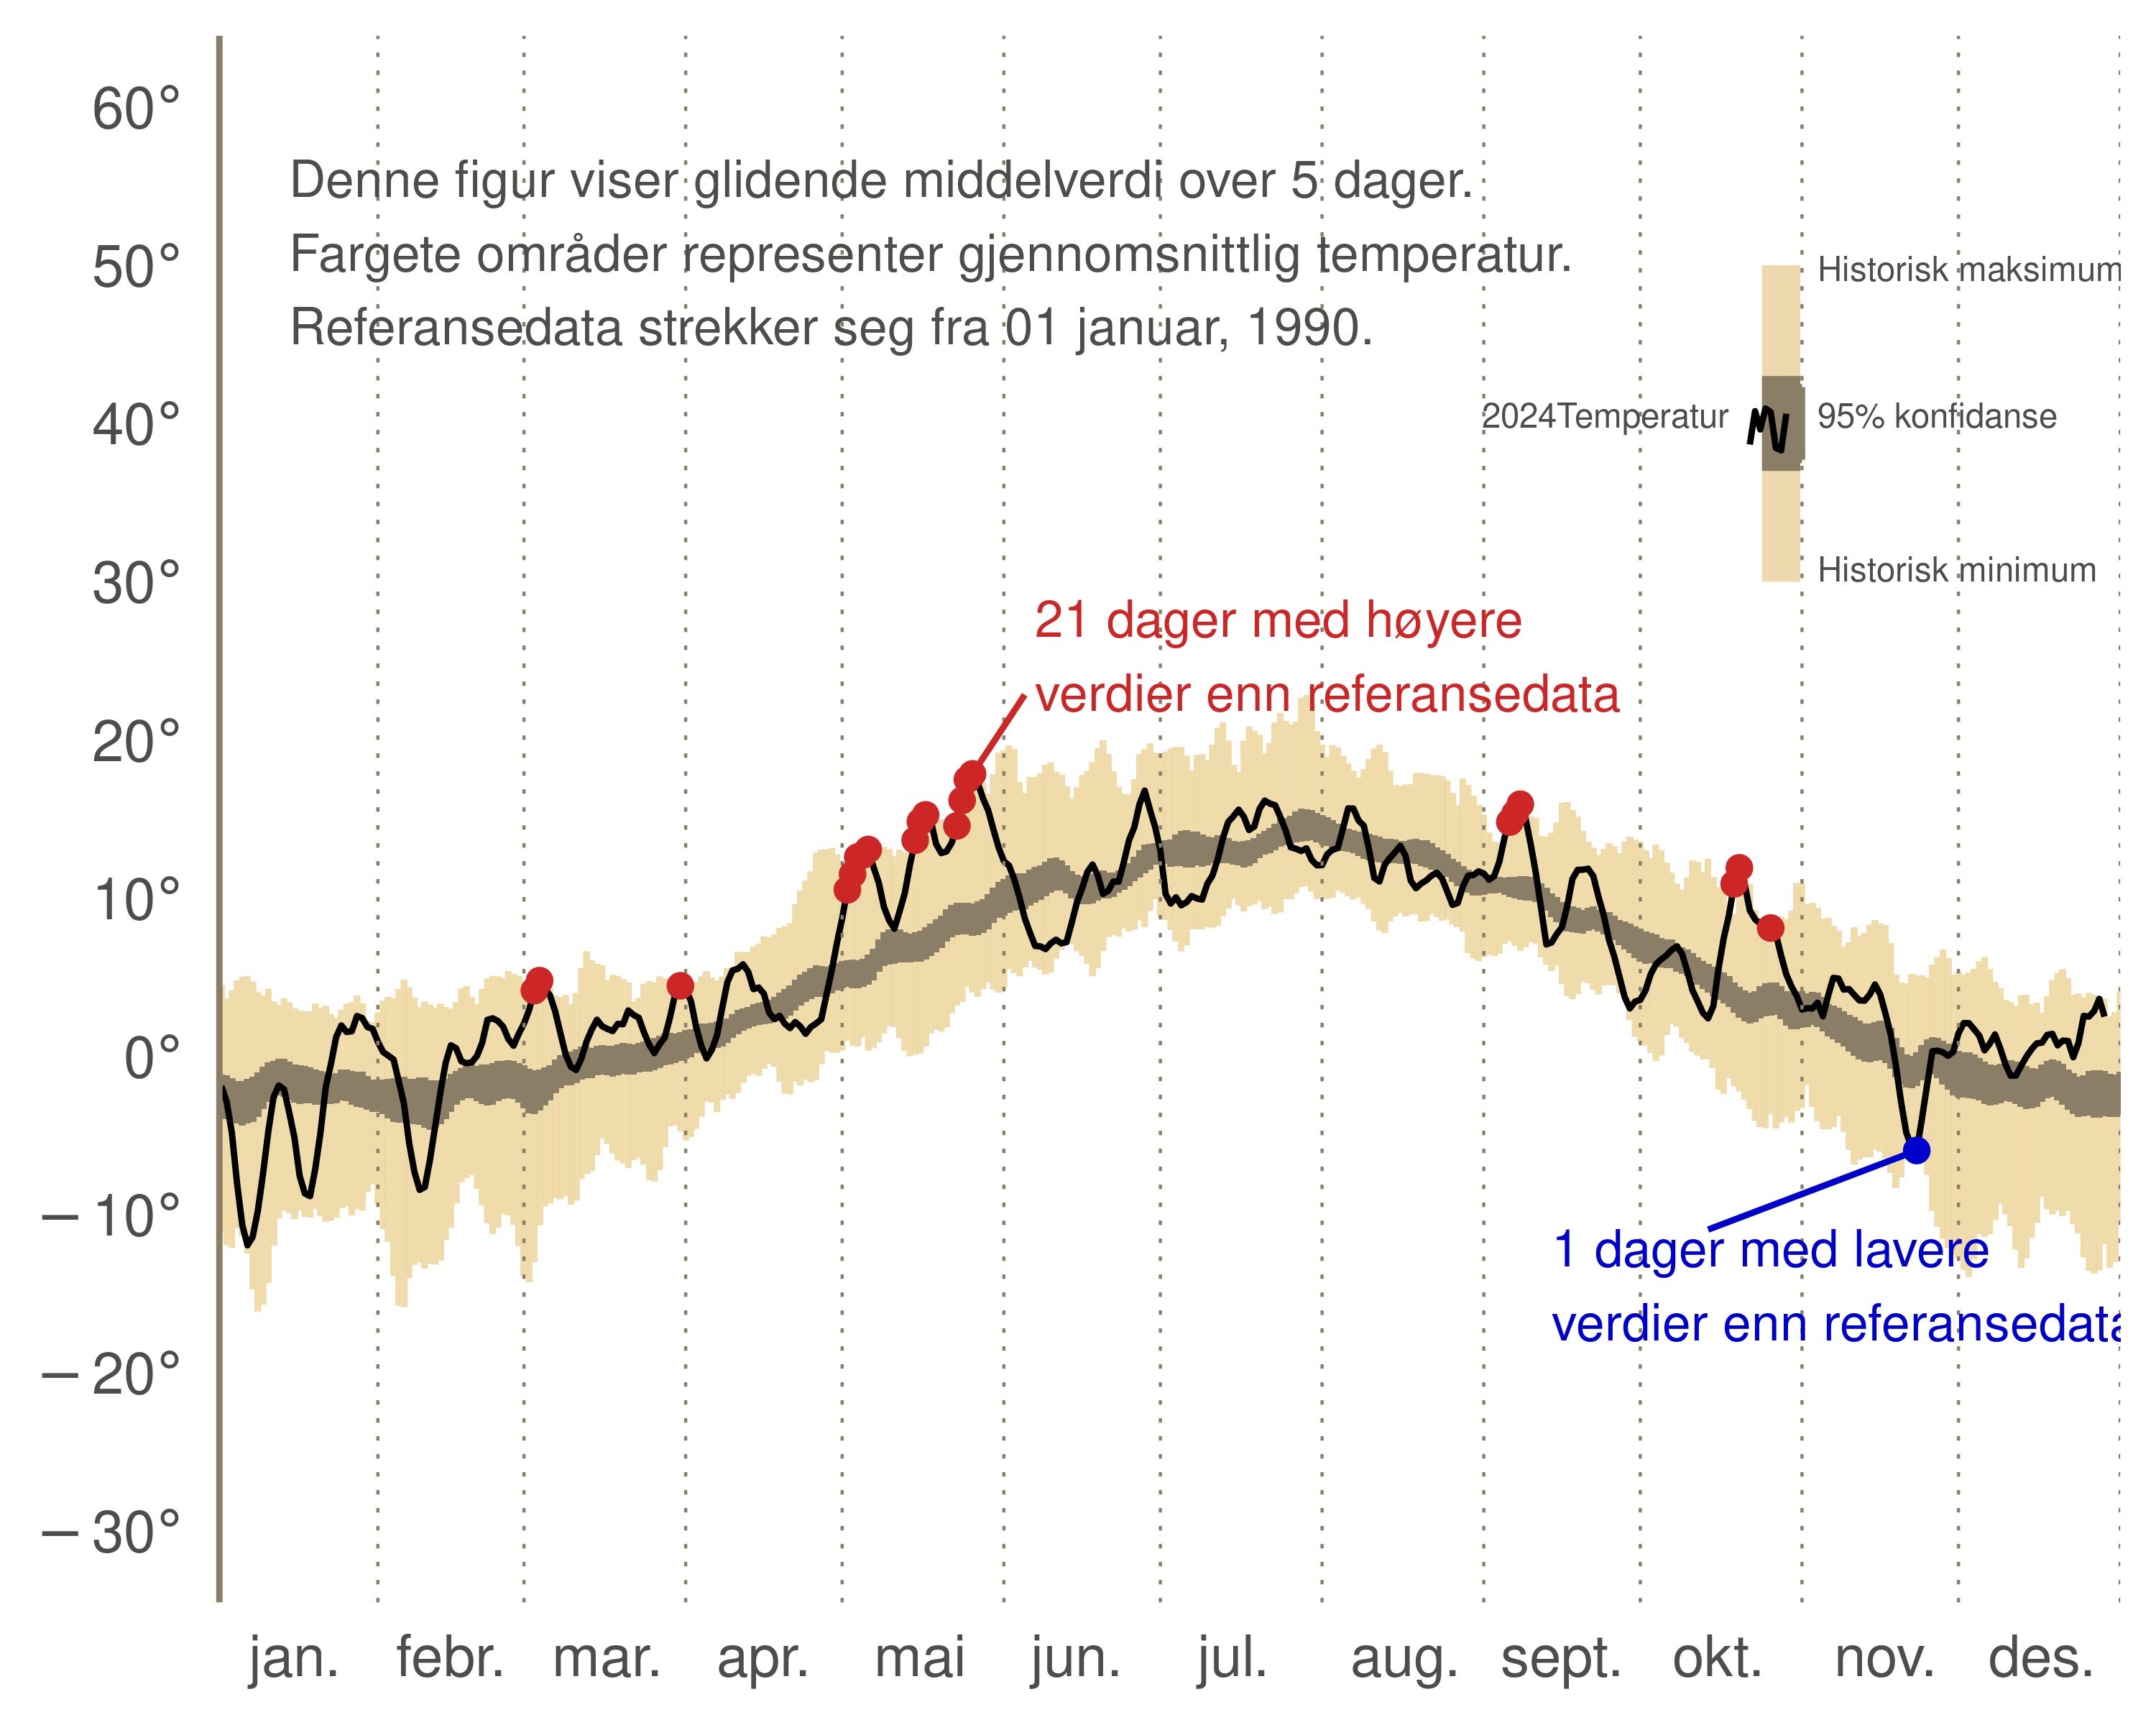 60°
50°
40°
30°
20°
10°
0°
−10°
−20°
−30°
Denne figur viser glidende middelverdi over 5 dager.
Fargete områder representer gjennomsnittlig temperatur.
Referansedata strekker seg fra 01 januar, 1990.
Historisk maksimum
2024Temperatur
95% konfidanse
Historisk minimum
21 dager med høyere
verdier enn referansedata
1 dager med lavere
verdier enn referansedata
jan. febr. mar. apr. mai jun. jul. aug. sept. okt. nov. des.